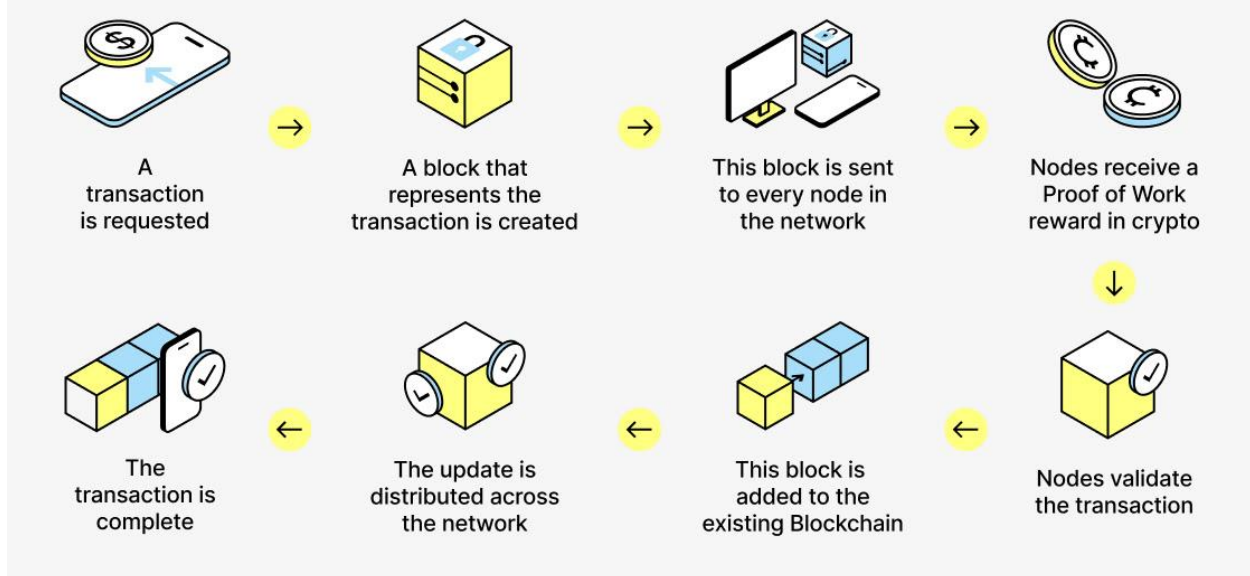 A
transaction
is requested
A block that
represents the
transaction is created
This block is sent
to every node in
the network
Nodes receive a
Proof of Work
reward in crypto
Nodes validate
the transaction
This block is
added to the
existing Blockchain
The update is
distributed across
the network
The
transaction is
complete